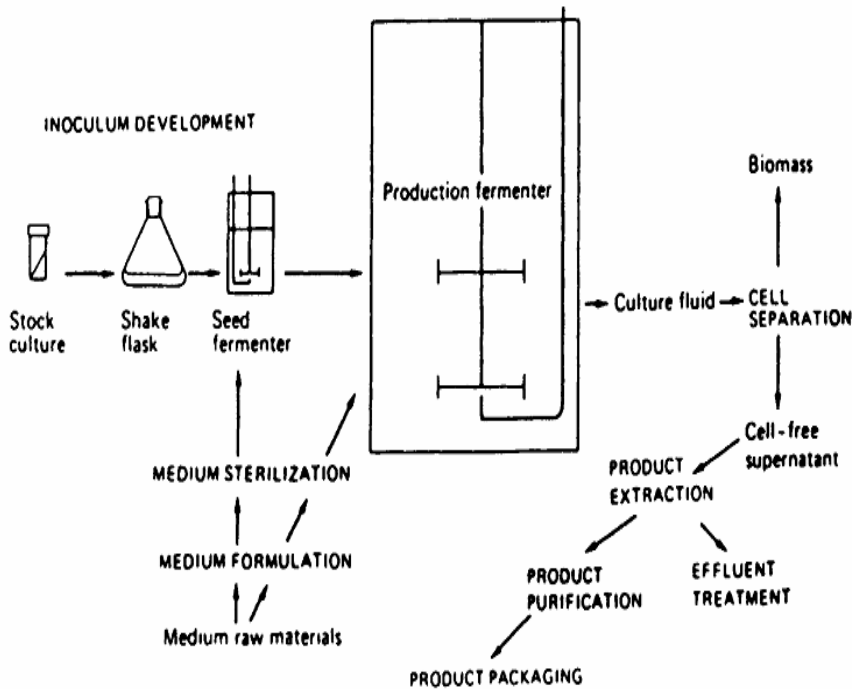 INOCULUM DEVELOPMENT
Production fermenter
Biomass
Stock
culture
Shake
flask
Seed
fermenter
Culture fluid
CELL
SEPARATION
Cell-free
supernatant
MEDIUM STERILIZATION
PRODUCT
EXTRACTION
MEDIUM FORMULATION
PRODUCT
PURIFICATION
EFFLUENT
TREATMENT
Medium raw materials
PRODUCT PACKAGING